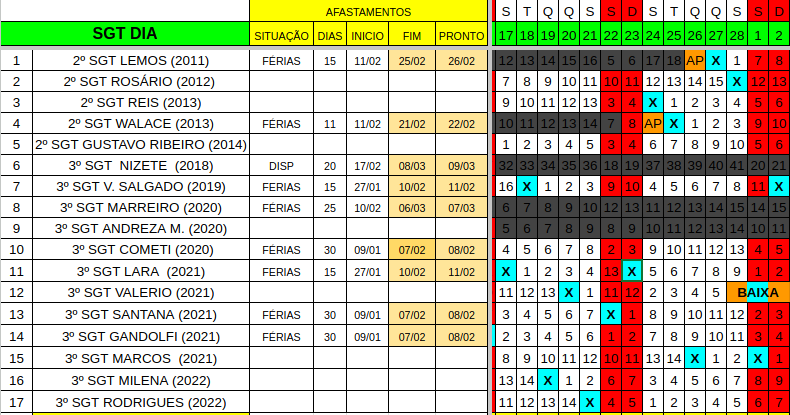 AFASTAMENTOS S T Q Q S S D S T Q Q S S D
SGT DIA SITUAÇÃO DIAS INICIO FIM PRONTO 17 18 19 20 21 22 23 24 25 26 27 28 1 2
1 2º SGT LEMOS (2011) FÉRIAS 15 11/02 25/02 26/02 12 13 14 15 16 5 6 17 18 AP X 1 7 8
2 2º SGT ROSÁRIO (2012) 7 8 9 10 11 10 11 12 13 14 15 X 12 13
3 2º SGT REIS (2013) 9 10 11 12 13 3 4 X 1 2 3 4 5 6
4 2º SGT WALACE (2013) FÉRIAS 11 11/02 21/02 22/02 10 11 12 13 14 7 8 AP X 1 2 3 9 10
5 2º SGT GUSTAVO RIBEIRO (2014) 1 2 3 4 5 3 4 6 7 8 9 10 5 6
6 3º SGT NIZETE (2018) DISP 20 17/02 08/03 09/03 32 33 34 35 36 18 19 37 38 39 40 41 20 21
7 3º SGT V. SALGADO (2019) FERIAS 15 27/01 10/02 11/02 16 X 1 2 3 9 10 4 5 6 7 8 11 X
8 3º SGT MARREIRO (2020) FÉRIAS 25 10/02 06/03 07/03 6 7 8 9 10 12 13 11 12 13 14 15 14 15
9 3º SGT ANDREZA M. (2020) 5 6 7 8 9 8 9 10 11 12 13 14 10 11
10 3º SGT COMETI (2020) FÉRIAS 30 09/01 07/02 08/02 4 5 6 7 8 2 3 9 10 11 12 13 4 5
11 3º SGT LARA (2021) FÉRIAS 15 27/01 10/02 11/02 X 1 2 3 4 13 X 5 6 7 8 9 1 2
12 3º SGT VALERIO (2021) 11 12 13 X 1 11 12 2 3 4 5 BAIXA
13 3º SGT SANTANA (2021) FÉRIAS 30 09/01 07/02 08/02 3 4 5 6 7 X 1 8 9 10 11 12 2 3
14 3º SGT GANDOLFI (2021) FÉRIAS 30 09/01 07/02 08/02 2 3 4 5 6 1 2 7 8 9 10 11 3 4
15 3º SGT MARCOS (2021) 8 9 10 11 12 10 11 13 14 X 1 2 X 1
16 3º SGT MILENA (2022) 13 14 X 1 2 6 7 3 4 5 6 7 8 9
17 3º SGT RODRIGUES (2022) 11 12 13 14 X 4 5 1 2 3 4 5 6 7